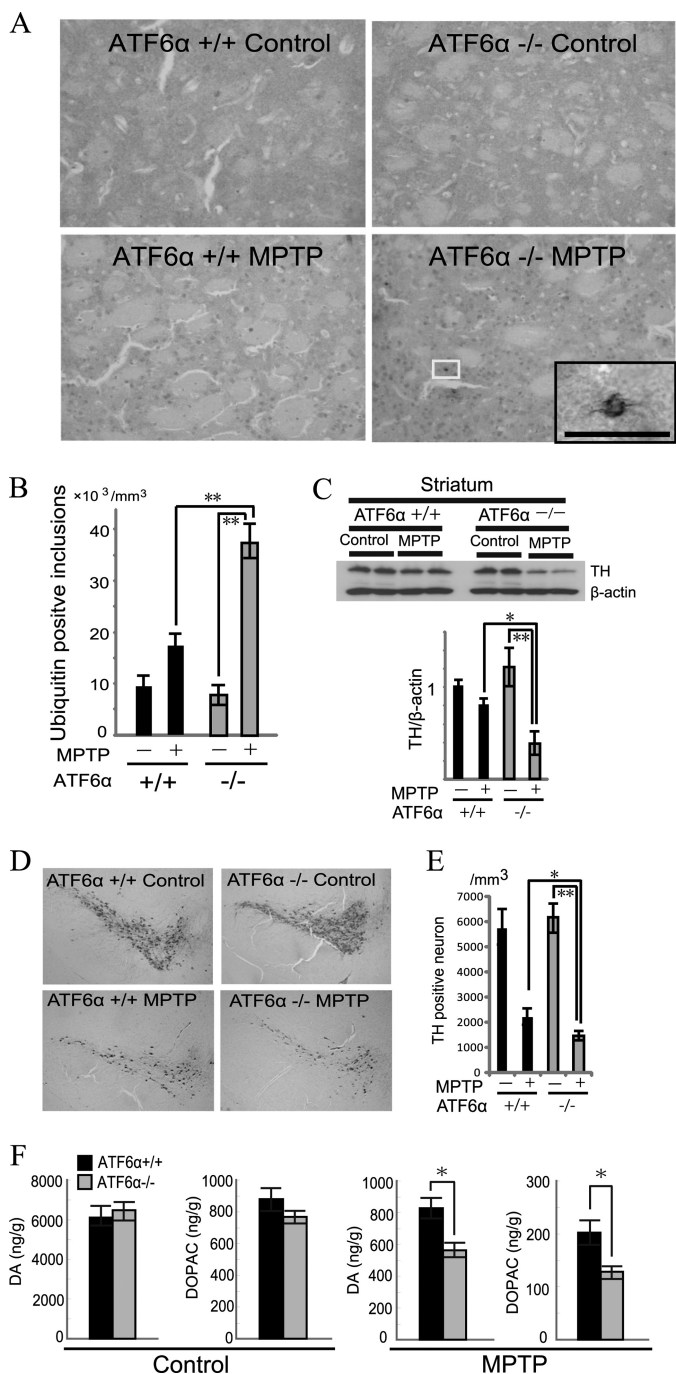 A
ATF6α +/+ Control
ATF6α -/- Control
ATF6α +/+ MPTP
ATF6α -/- MPTP
B
×10 3 /mm3
Ubiquitin positve inclusions
40
20
10
0
**
**
− + − +
MPTP
ATF6α +/+ -/-
C
Striatum
ATF6α +/+ ATF6α −/−
Control MPTP Control MPTP
TH
β-actin
TH/β-actin
1
*
**
MPTP − + − +
ATF6α +/+ -/-
D
ATF6α +/+ Control
ATF6α -/- Control
ATF6α +/+ MPTP
ATF6α -/- MPTP
E
/mm3
TH positive neuron
7000
6000
5000
4000
3000
2000
1000
0
*
**
MPTP − + − +
ATF6α +/+ -/-
F
ATF6α+/+
ATF6α-/-
DA (ng/g)
8000
6000
4000
2000
0
DOPAC (ng/g)
1000
800
600
400
200
0
DA (ng/g)
1000
800
600
400
200
0
*
DOPAC (ng/g)
300
200
100
0
*
Control
MPTP